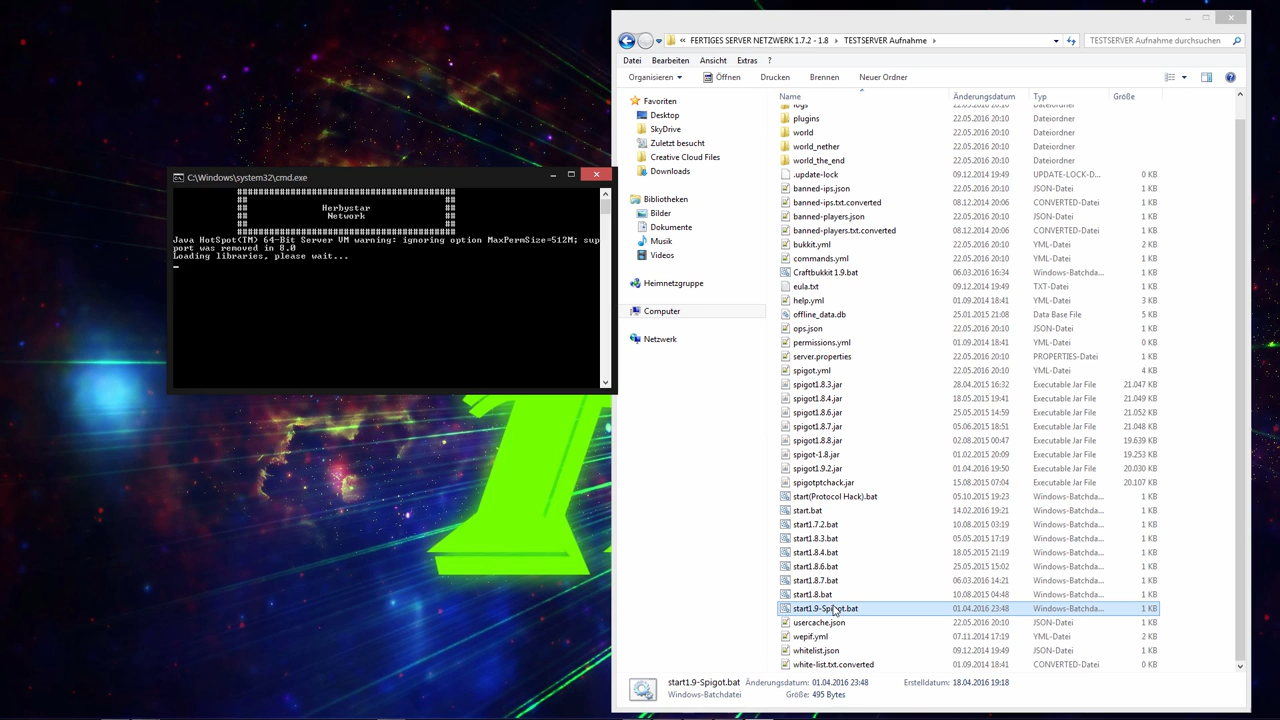 C:\Windows\system32\cmd.exe
###################################
## ##
## Herbystar ##
## Network ##
## ##
###################################
Java HotSpot(TM) 64-Bit Server VM warning: ignoring option MaxPermSize=512M; sup
port was removed in 8.0
Loading libraries, please wait...
« FERTIGES SERVER NETZWERK 1.7.2 - 1.8 TESTSERVER Aufnahme
TESTSERVER Aufnahme durchsuchen
Datei Bearbeiten Ansicht Extras ?
Organisieren Öffnen Drucken Brennen Neuer Ordner
Favoriten
Desktop
SkyDrive
Zuletzt besucht
Creative Cloud Files
Downloads
Bibliotheken
Bilder
Dokumente
Musik
Videos
Heimnetzgruppe
Computer
Netzwerk
Name Änderungsdatum Typ Größe
logs 22.05.2016 20:10 Dateiordner
plugins 22.05.2016 20:10 Dateiordner
world 22.05.2016 20:10 Dateiordner
world_nether 22.05.2016 20:10 Dateiordner
world_the_end 22.05.2016 20:10 Dateiordner
.update-lock 09.12.2014 19:49 UPDATE-LOCK-D... 0 KB
banned-ips.json 22.05.2016 20:10 JSON-Datei 1 KB
banned-ips.txt.converted 08.12.2014 20:06 CONVERTED-Datei 1 KB
banned-players.json 22.05.2016 20:10 JSON-Datei 1 KB
banned-players.txt.converted 08.12.2014 20:06 CONVERTED-Datei 1 KB
bukkit.yml 22.05.2016 20:10 YML-Datei 2 KB
commands.yml 22.05.2016 20:10 YML-Datei 1 KB
Craftbukkit 1.9.bat 06.03.2016 16:34 Windows-Batchda... 1 KB
eula.txt 09.12.2014 19:43 TXT-Datei 1 KB
help.yml 01.09.2014 18:41 YML-Datei 3 KB
offline_data.db 25.01.2015 21:08 Data Base File 5 KB
ops.json 22.05.2016 20:10 JSON-Datei 1 KB
permissions.yml 01.09.2014 18:41 YML-Datei 0 KB
server.properties 22.05.2016 20:10 PROPERTIES-Datei 1 KB
spigot.yml 22.05.2016 20:10 YML-Datei 4 KB
spigot1.8.3.jar 28.04.2015 16:32 Executable Jar File 21.047 KB
spigot1.8.4.jar 18.05.2015 19:41 Executable Jar File 21.049 KB
spigot1.8.6.jar 25.05.2015 14:59 Executable Jar File 21.052 KB
spigot1.8.7.jar 05.06.2015 18:51 Executable Jar File 21.048 KB
spigot1.8.8.jar 02.08.2015 00:47 Executable Jar File 19.639 KB
spigot-1.8.jar 01.02.2015 20:09 Executable Jar File 19.253 KB
spigot1.9.2.jar 01.04.2016 19:50 Executable Jar File 20.030 KB
spigotptchack.jar 15.08.2015 07:04 Executable Jar File 20.107 KB
start(Protocol Hack).bat 05.10.2015 19:23 Windows-Batchda... 1 KB
start.bat 14.02.2016 19:21 Windows-Batchda... 1 KB
start1.7.2.bat 10.08.2015 03:19 Windows-Batchda... 1 KB
start1.8.3.bat 05.05.2015 17:19 Windows-Batchda... 1 KB
start1.8.4.bat 18.05.2015 21:19 Windows-Batchda... 1 KB
start1.8.6.bat 25.05.2015 15:02 Windows-Batchda... 1 KB
start1.8.7.bat 06.03.2016 14:21 Windows-Batchda... 1 KB
start1.8.bat 10.08.2015 04:48 Windows-Batchda... 1 KB
start1.9-Spigot.bat 01.04.2016 23:48 Windows-Batchda... 1 KB
usercache.json 22.05.2016 20:10 JSON-Datei 1 KB
wepif.yml 07.11.2014 17:19 YML-Datei 2 KB
whitelist.json 09.12.2014 19:49 JSON-Datei 1 KB
white-list.txt.converted 01.09.2014 18:41 CONVERTED-Datei 0 KB
start1.9-Spigot.bat Änderungsdatum: 01.04.2016 23:48 Erstelldatum: 18.04.2016 19:18
Windows-Batchdatei Größe: 495 Bytes